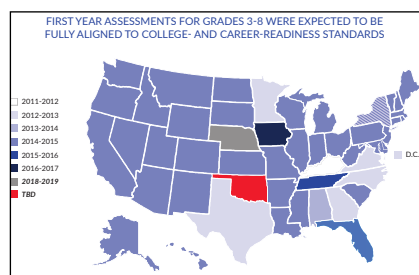 FIRST YEAR ASSESSMENTS FOR GRADES 3-8 WERE EXPECTED TO BE
FULLY ALIGNED TO COLLEGE- AND CAREER-READINESS STANDARDS
2011-2012
2012-2013
2013-2014
2014-2015
2015-2016
2016-2017
2018-2019
TBD
D.C.